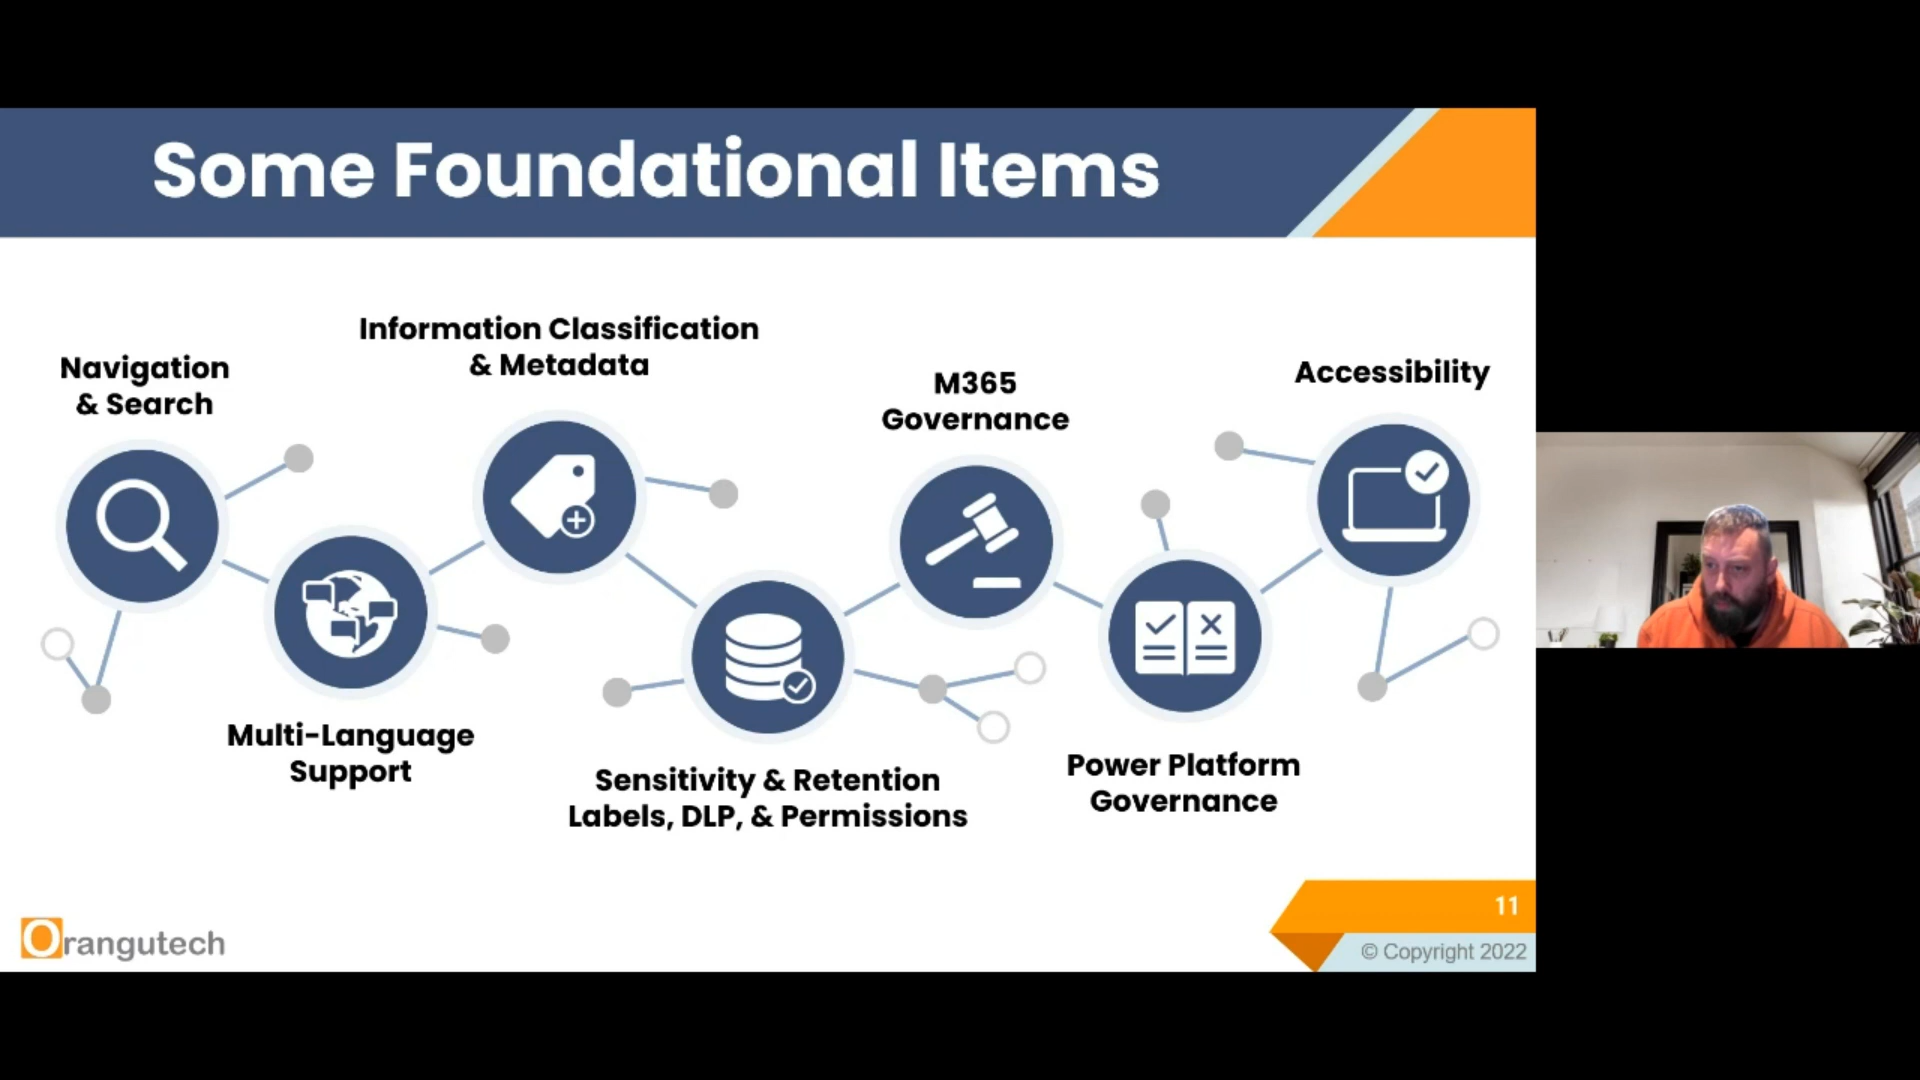 Some Foundational Items
Navigation
& Search
Multi-Language
Support
Information Classification
& Metadata
Sensitivity & Retention
Labels, DLP, & Permissions
M365
Governance
Power Platform
Governance
Accessibility
Orangutech
11
© Copyright 2022